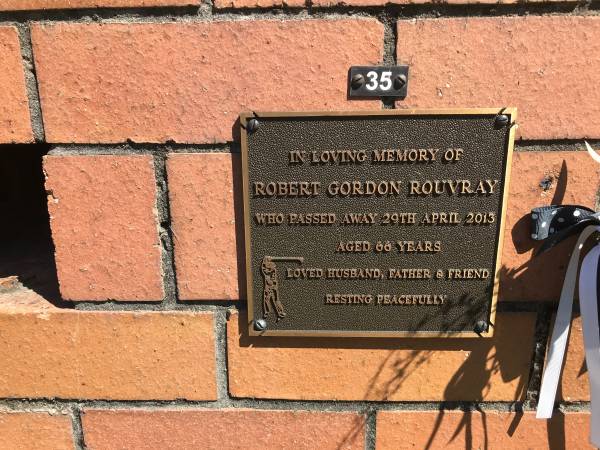 35
IN LOVING MEMORY OF
ROBERT GORDON ROUVRAY
WHO PASSED AWAY 29TH APRIL 2013
AGED 66 YEARS
LOVED HUSBAND, FATHER & FRIEND
RESTING PEACEFULLY